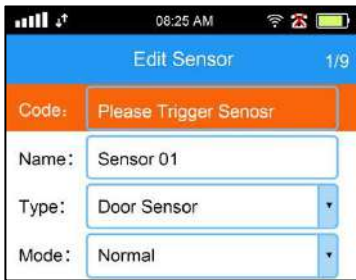 08:25 AM
Edit Sensor 1/9
Code: Please Trigger Senosr
Name: Sensor 01
Type: Door Sensor
Mode: Normal